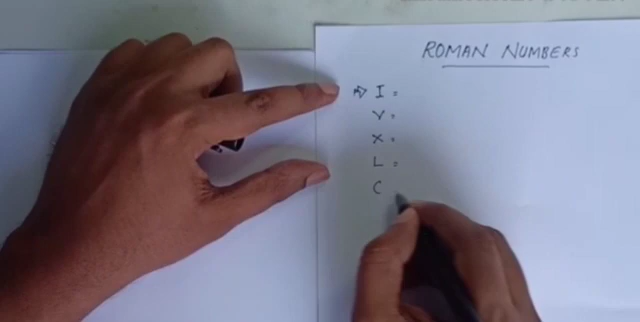 ROMAN NUMBERS
⇒ I =
V =
X =
L =
C